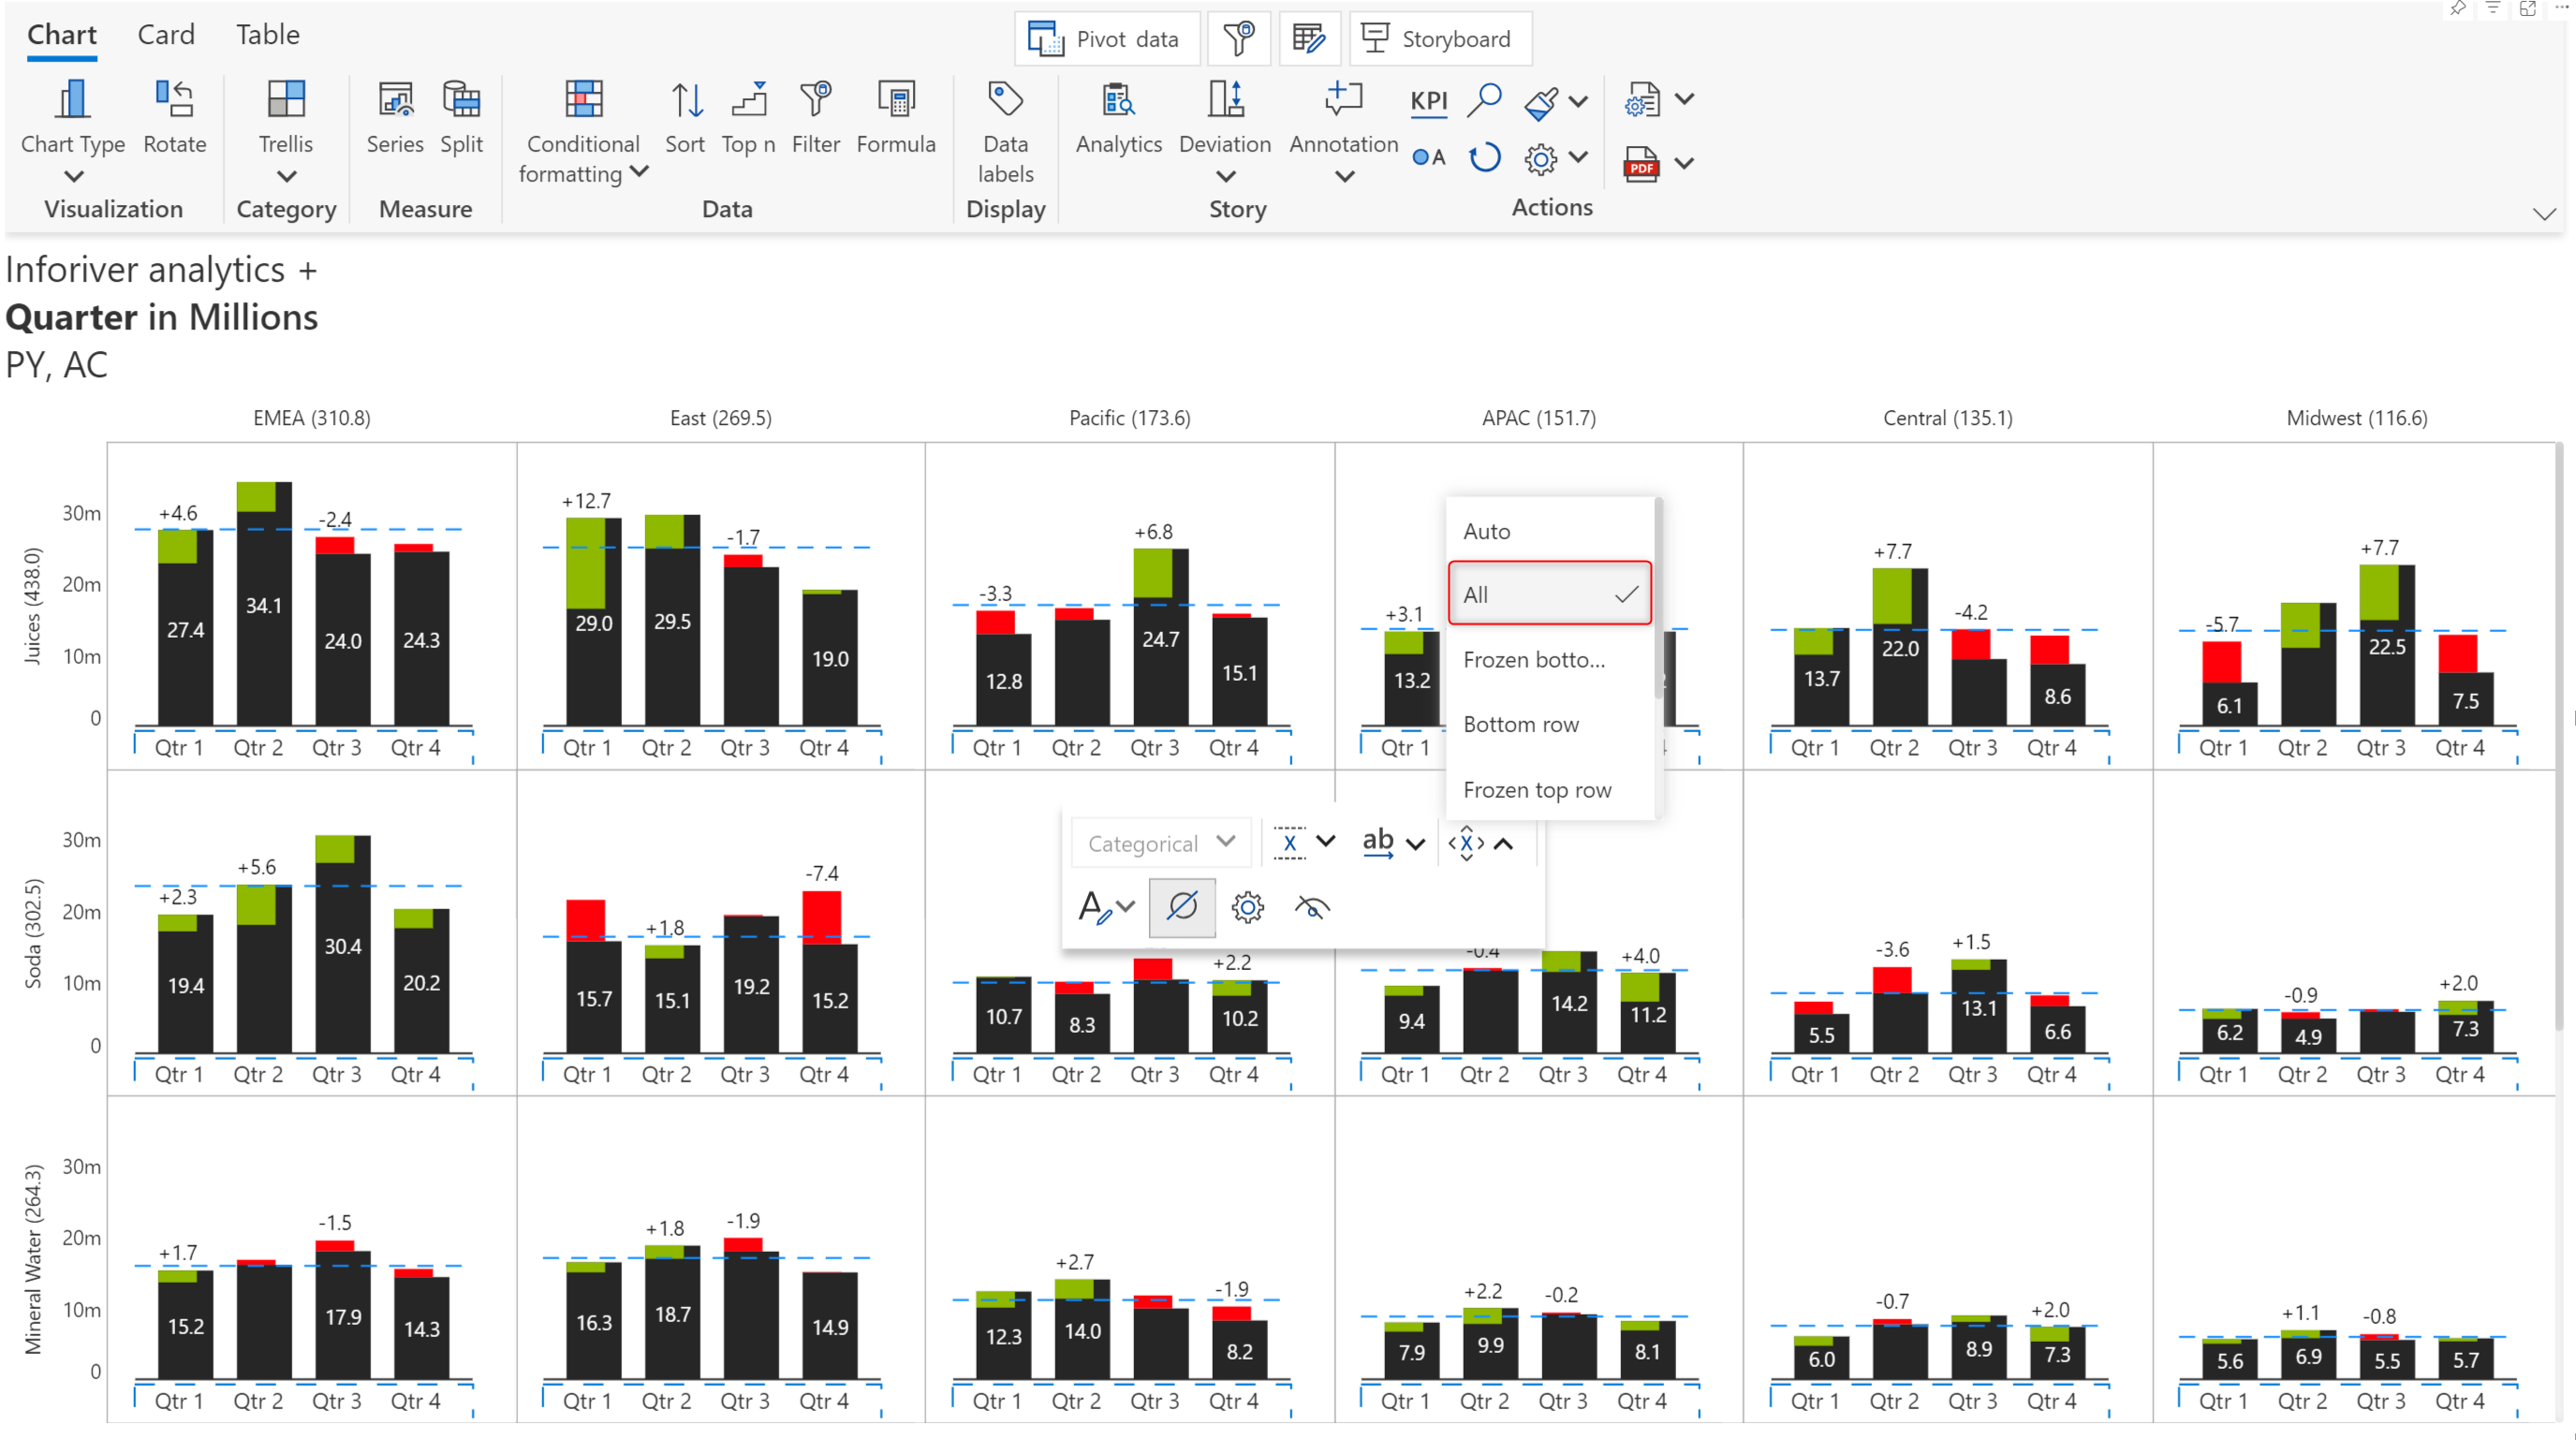 Chart Card Table
Pivot data
Storyboard
KPI
Chart Type Rotate Trellis Series Split Conditional formatting Sort Top n Filter Formula Data labels Analytics Deviation Annotation
A
PDF
Visualization Category Measure Data Display Story Actions
Inforiver analytics +
Quarter in Millions
PY, AC
EMEA (310.8) East (269.5) Pacific (173.6) APAC (151.7) Central (135.1) Midwest (116.6)
Juices (438.0)
30m
20m
10m
0
+4.6 -2.4
27.4 34.1 24.0 24.3
Qtr 1 Qtr 2 Qtr 3 Qtr 4
+12.7 -1.7
29.0 29.5 19.0
Qtr 1 Qtr 2 Qtr 3 Qtr 4
-3.3 +6.8
12.8 24.7 15.1
Qtr 1 Qtr 2 Qtr 3 Qtr 4
+3.1
13.2
Qtr 1
Auto
All
Frozen botto...
Bottom row
Frozen top row
+7.7 -4.2
13.7 22.0 8.6
Qtr 1 Qtr 2 Qtr 3 Qtr 4
-5.7 +7.7
6.1 22.5 7.5
Qtr 1 Qtr 2 Qtr 3 Qtr 4
Categorical
X
ab
X
A
Soda (302.5)
30m
20m
10m
0
+2.3 +5.6
19.4 30.4 20.2
Qtr 1 Qtr 2 Qtr 3 Qtr 4
+1.8 -7.4
15.7 15.1 19.2 15.2
Qtr 1 Qtr 2 Qtr 3 Qtr 4
+2.2
10.7 8.3 10.2
Qtr 1 Qtr 2 Qtr 3 Qtr 4
-0.4 +4.0
9.4 14.2 11.2
Qtr 1 Qtr 2 Qtr 3 Qtr 4
-3.6 +1.5
5.5 13.1 6.6
Qtr 1 Qtr 2 Qtr 3 Qtr 4
-0.9 +2.0
6.2 4.9 7.3
Qtr 1 Qtr 2 Qtr 3 Qtr 4
Mineral Water (264.3)
30m
20m
10m
0
+1.7 -1.5
15.2 17.9 14.3
Qtr 1 Qtr 2 Qtr 3 Qtr 4
+1.8 -1.9
16.3 18.7 14.9
Qtr 1 Qtr 2 Qtr 3 Qtr 4
+2.7 -1.9
12.3 14.0 8.2
Qtr 1 Qtr 2 Qtr 3 Qtr 4
+2.2 -0.2
7.9 9.9 8.1
Qtr 1 Qtr 2 Qtr 3 Qtr 4
-0.7 +2.0
6.0 8.9 7.3
Qtr 1 Qtr 2 Qtr 3 Qtr 4
+1.1 -0.8
5.6 6.9 5.5 5.7
Qtr 1 Qtr 2 Qtr 3 Qtr 4